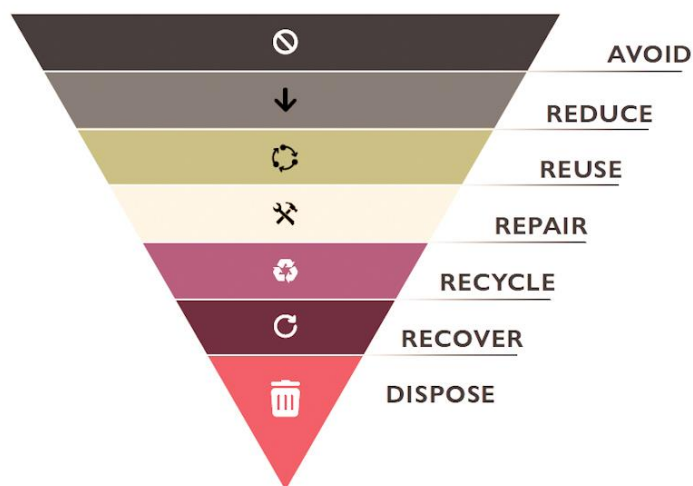 AVOID
REDUCE
REUSE
REPAIR
RECYCLE
RECOVER
DISPOSE